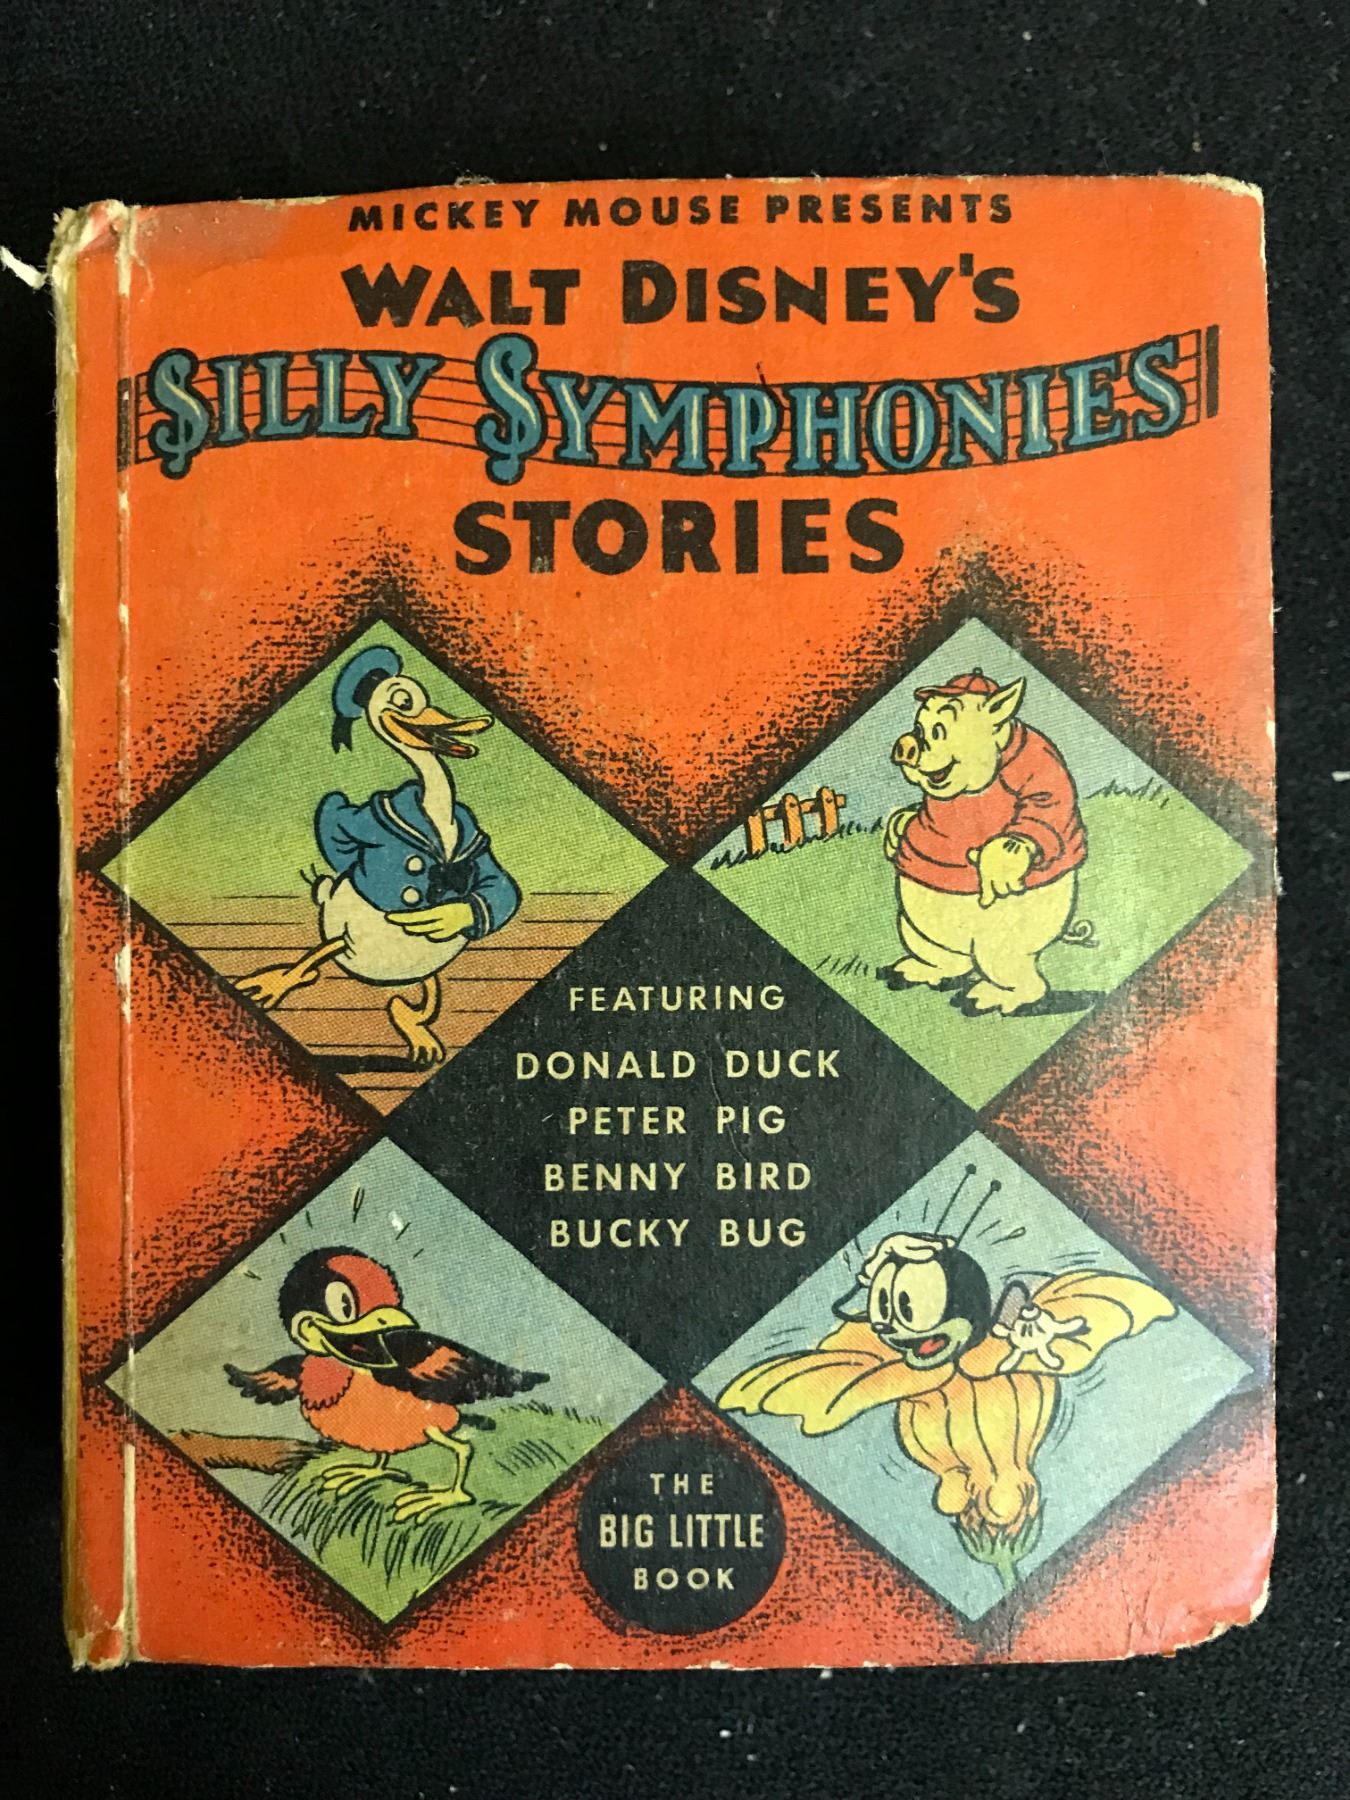 MICKEY MOUSE PRESENTS
WALT DISNEY'S
SILLY SYMPHONIES
STORIES
FEATURING
DONALD DUCK
PETER PIG
BENNY BIRD
BUCKY BUG
THE
BIG LITTLE
BOOK